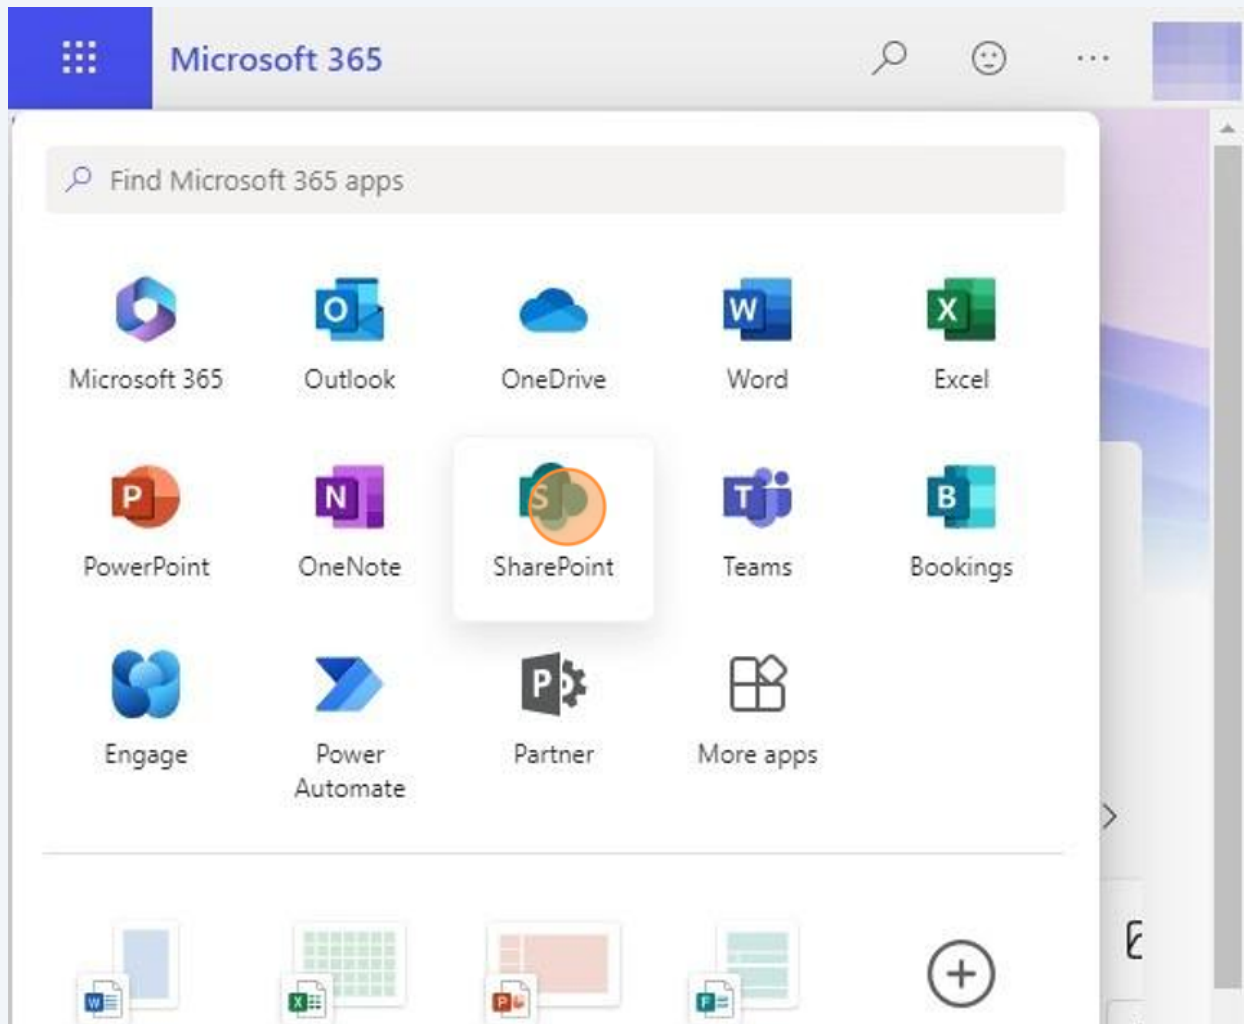 Microsoft 365
Find Microsoft 365 apps
Microsoft 365
O
Outlook
OneDrive
W
Word
X
Excel
P
PowerPoint
N
OneNote
S
SharePoint
T
Teams
B
Bookings
Engage
Power
Automate
P
Partner
More apps
W
X
P
F